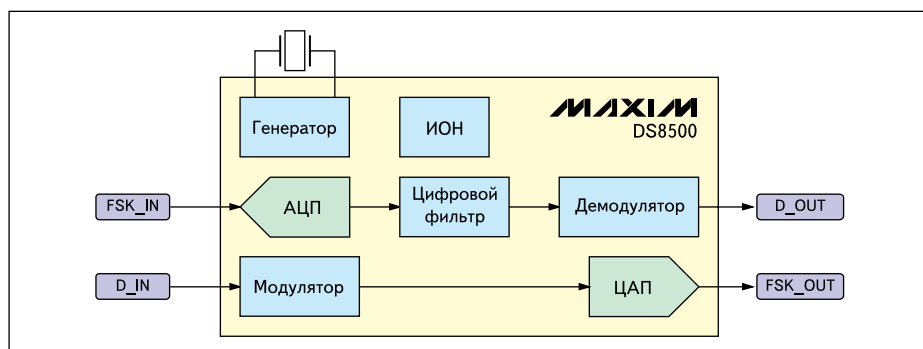 Генератор
ИОН
MAXIM
DS8500
FSK_IN
АЦП
Цифровой
фильтр
Демодулятор
D_OUT
D_IN
Модулятор
ЦАП
FSK_OUT